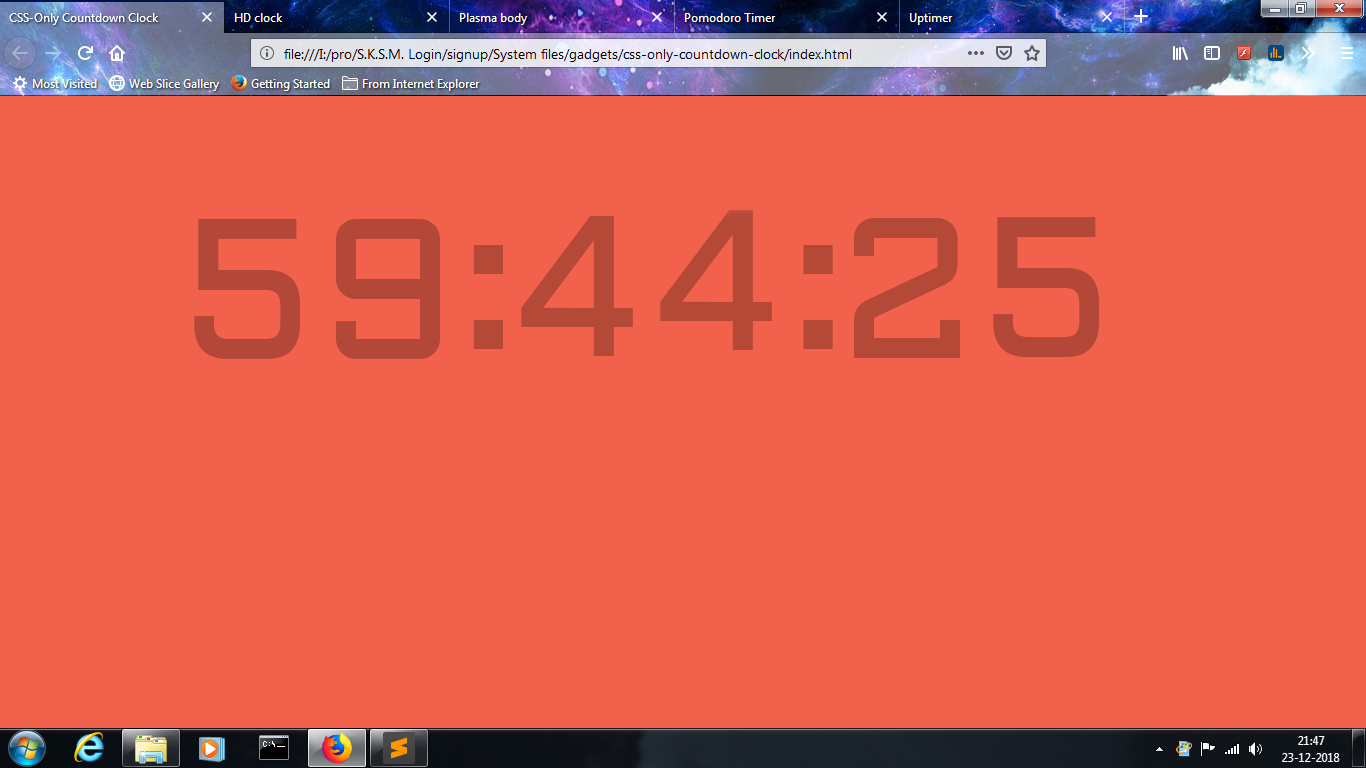 CSS-Only Countdown Clock HD clock Plasma body Pomodoro Timer Uptimer
file:///I:/pro/S.K.S.M. Login/signup/System files/gadgets/css-only-countdown-clock/index.html
Most Visited Web Slice Gallery Getting Started From Internet Explorer
59:44:25
C:\_
21:47
23-12-2018